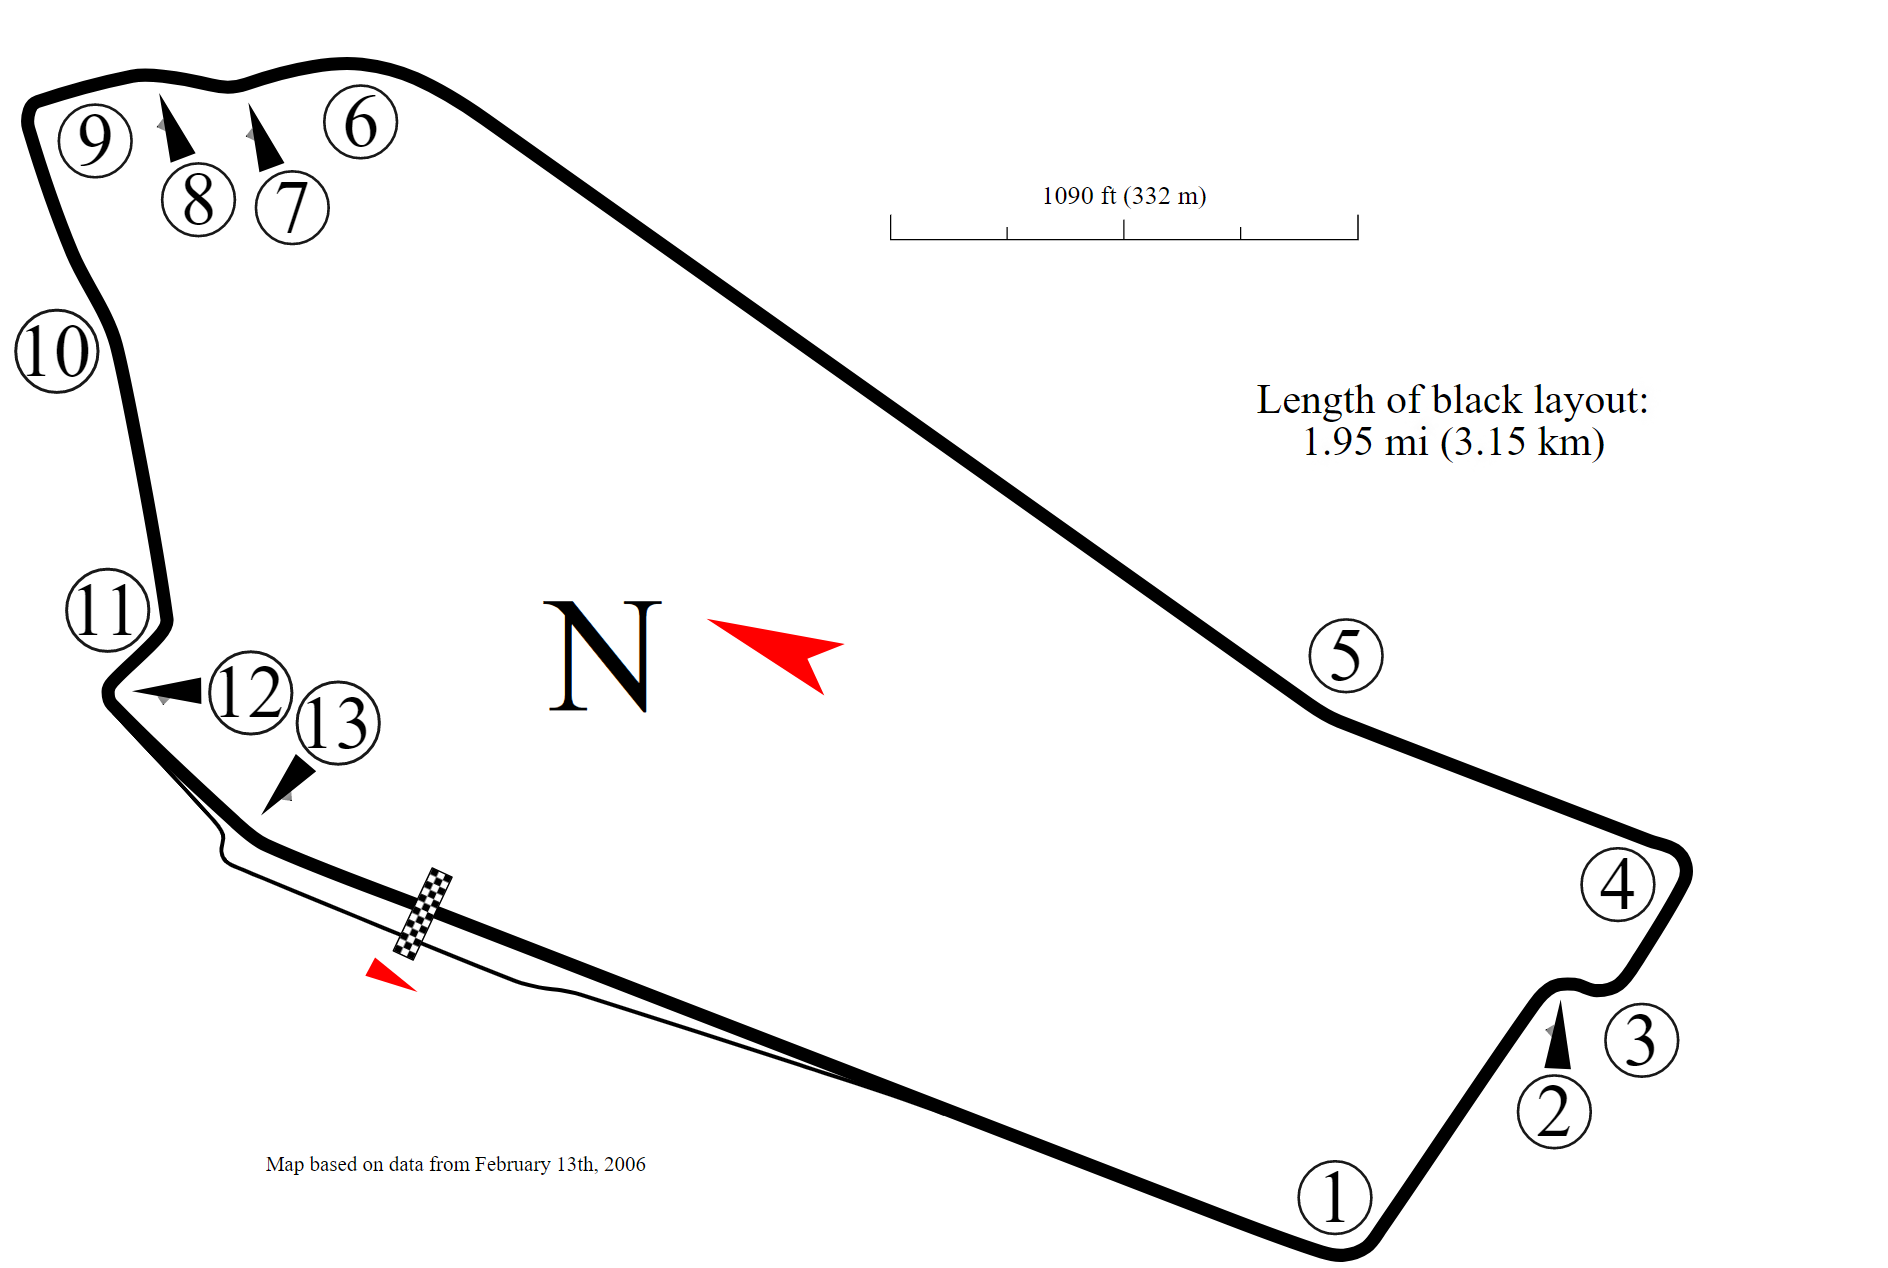 6
9
8
7
1090 ft (332 m)
10
Length of black layout:
1.95 mi (3.15 km)
11
N
5
12
13
4
3
2
Map based on data from February 13th, 2006
1